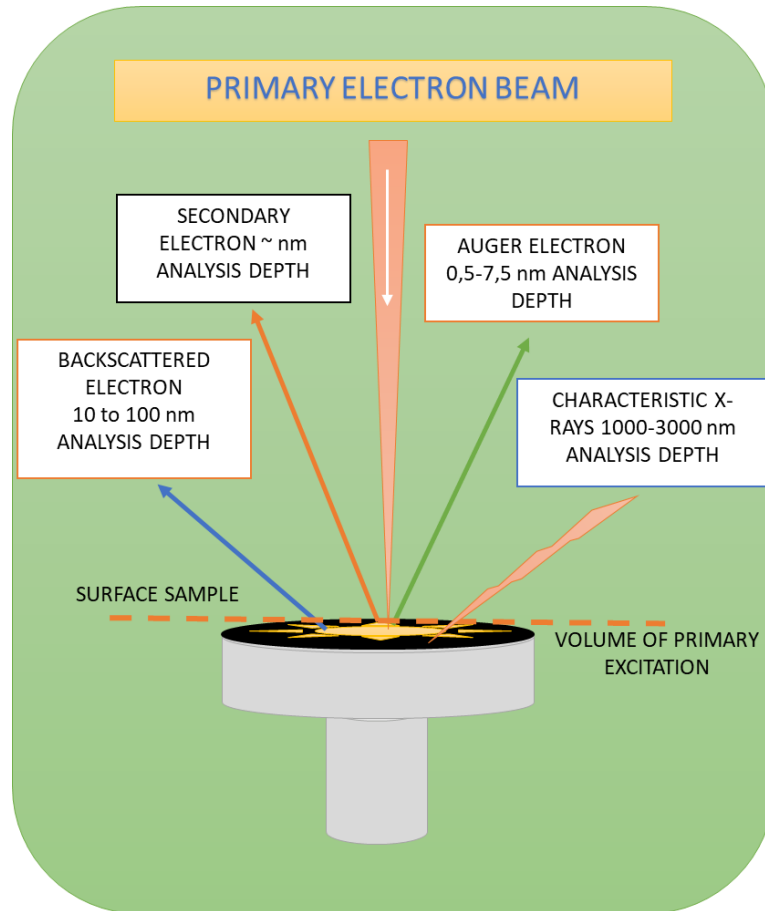 PRIMARY ELECTRON BEAM
SECONDARY
ELECTRON ~ nm
ANALYSIS DEPTH
AUGER ELECTRON
0,5-7,5 nm ANALYSIS
DEPTH
BACKSCATTERED
ELECTRON
10 to 100 nm
ANALYSIS DEPTH
CHARACTERISTIC X-
RAYS 1000-3000 nm
ANALYSIS DEPTH
SURFACE SAMPLE
VOLUME OF PRIMARY
EXCITATION